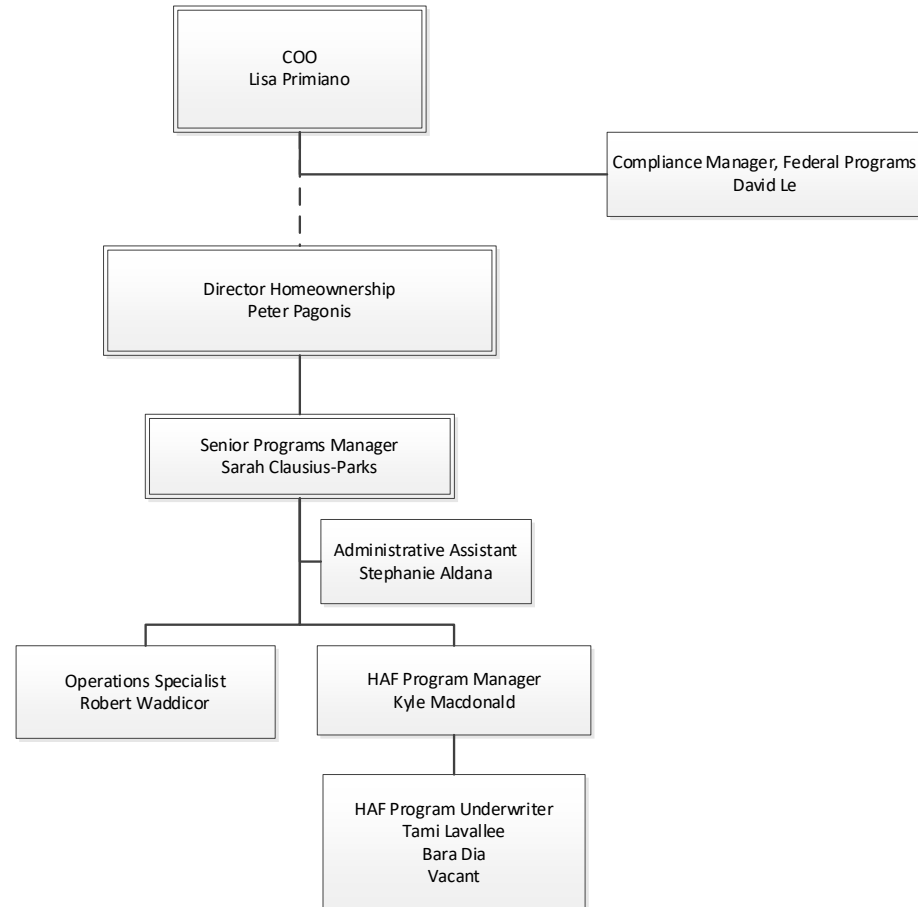 COO
Lisa Primiano
Compliance Manager, Federal Programs
David Le
Director Homeownership
Peter Pagonis
Senior Programs Manager
Sarah Clausius-Parks
Administrative Assistant
Stephanie Aldana
Operations Specialist
Robert Waddicor
HAF Program Manager
Kyle Macdonald
HAF Program Underwriter
Tami Lavallee
Bara Dia
Vacant